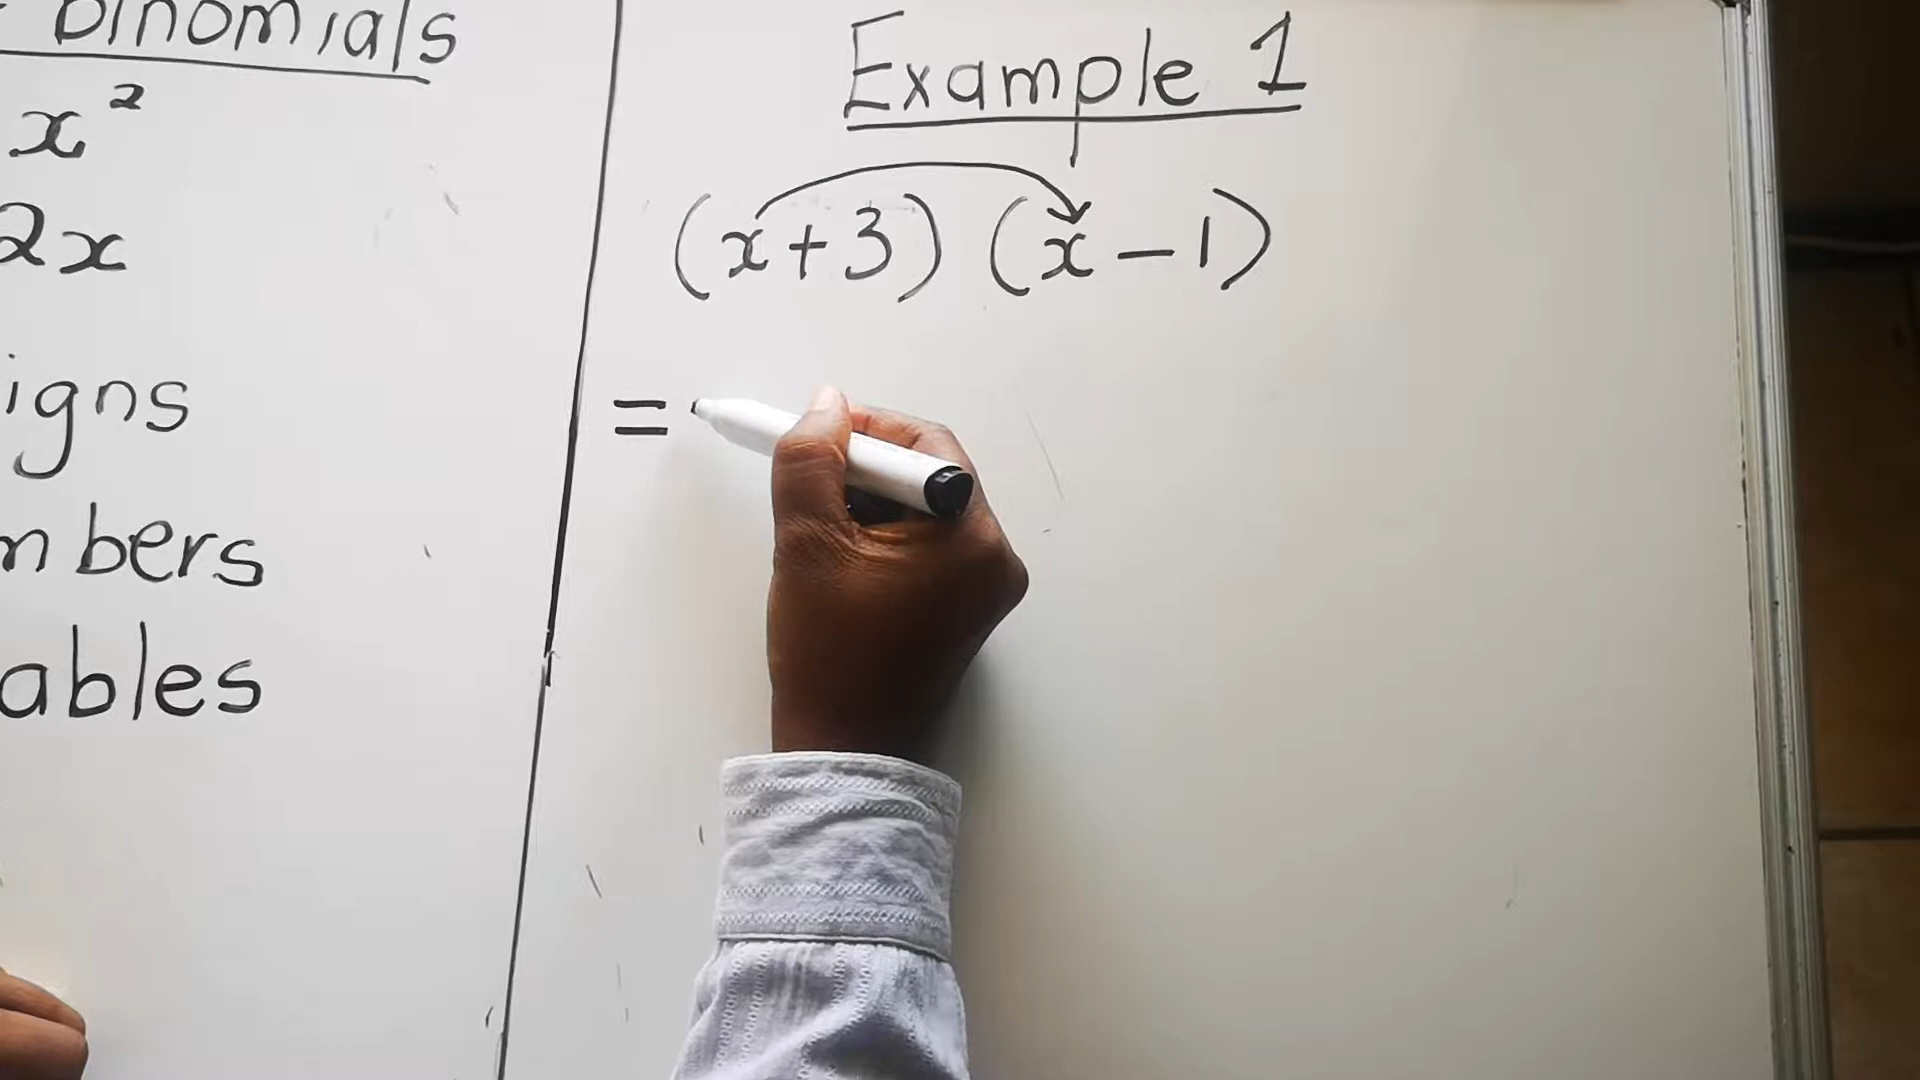 Binomials
x²
2x
igns
mbers
ables
Example 1
(x+3) (x-1)
=